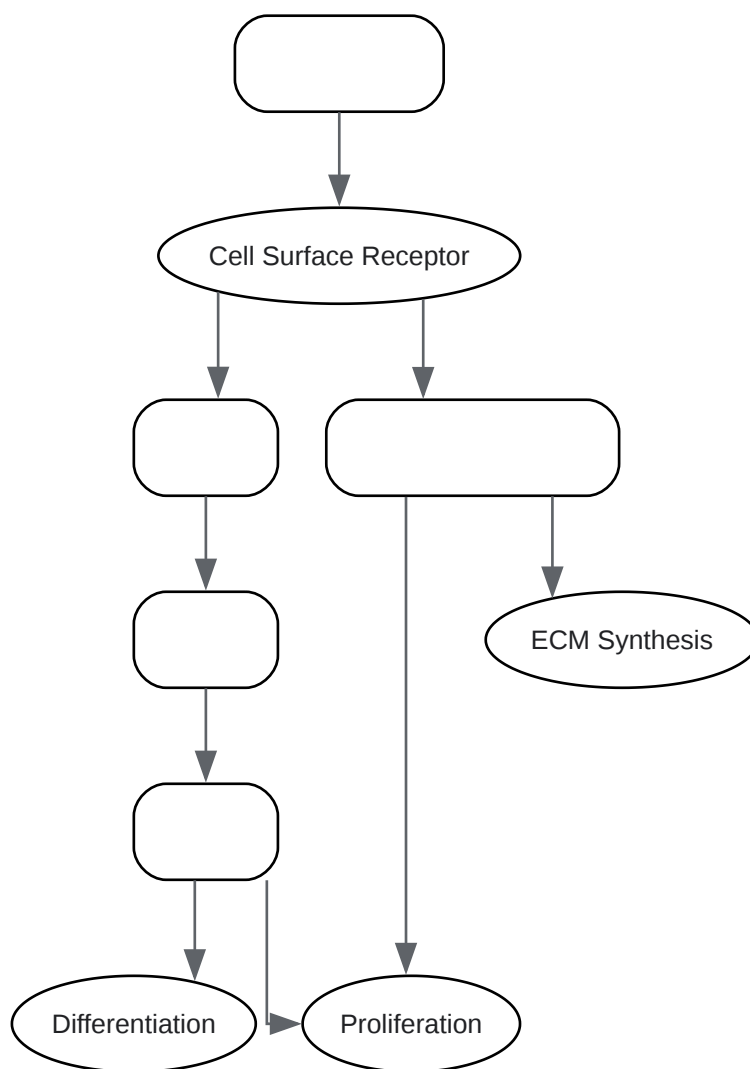 Cell Surface Receptor
ECM Synthesis
Differentiation
Proliferation